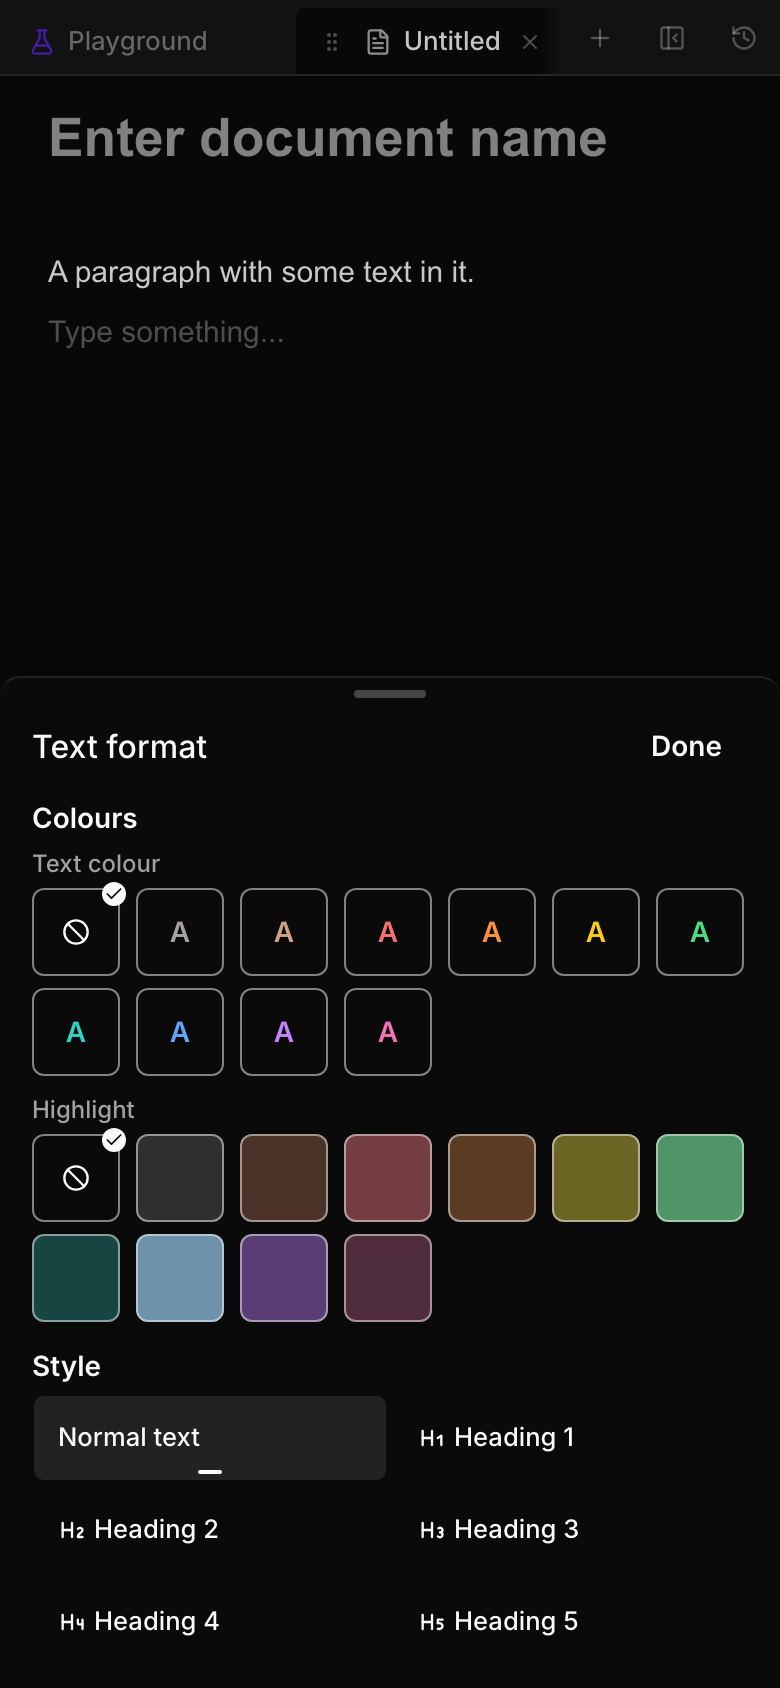 Playground
Untitled
Enter document name
A paragraph with some text in it.
Type something...
Text format
Done
Colours
Text colour
A A A A A A
A A A A
Highlight
Style
Normal text
H1 Heading 1
H2 Heading 2
H3 Heading 3
H4 Heading 4
H5 Heading 5